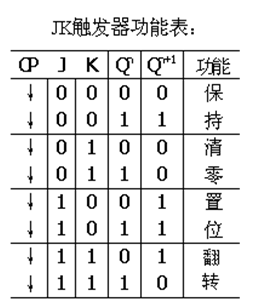 JK触发器功能表：
CP J K Qⁿ Qⁿ⁺¹ 功能
↓ 0 0 0 0 保
↓ 0 0 1 1 持
↓ 0 1 0 0 清
↓ 0 1 1 0 零
↓ 1 0 0 1 置
↓ 1 0 1 1 位
↓ 1 1 0 1 翻
↓ 1 1 1 0 转